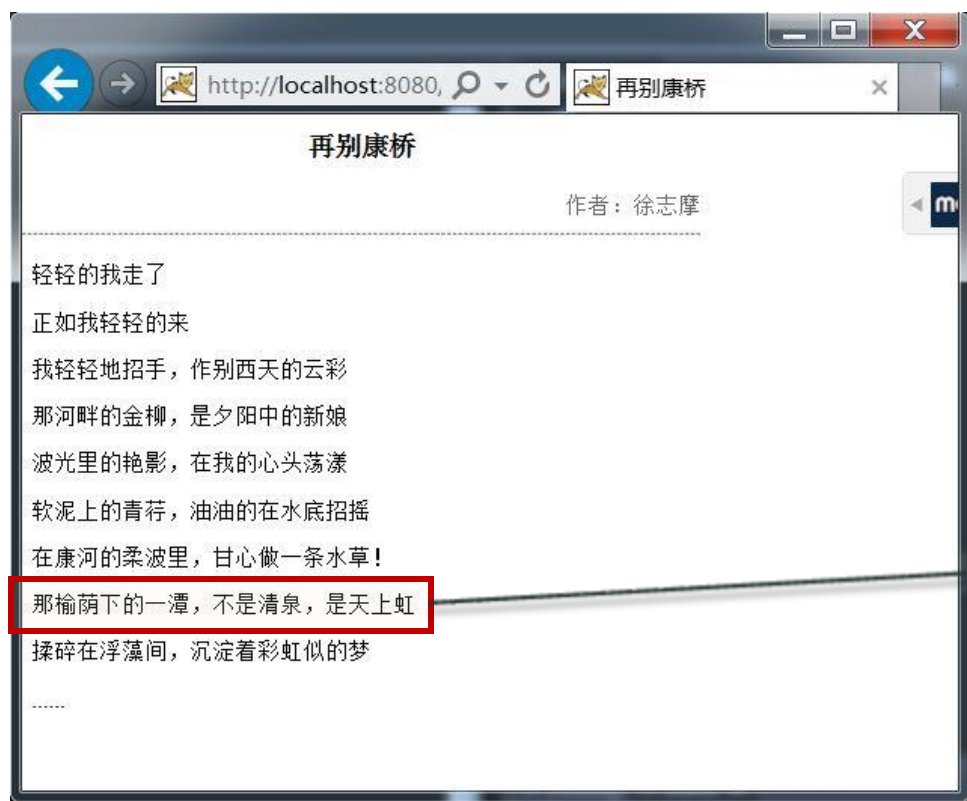 http://localhost:8080,
再别康桥
再别康桥
作者：徐志摩
轻轻的我走了
正如我轻轻的来
我轻轻地招手，作别西天的云彩
那河畔的金柳，是夕阳中的新娘
波光里的艳影，在我的心头荡漾
软泥上的青荇，油油的在水底招摇
在康河的柔波里，甘心做一条水草!
那榆荫下的一潭，不是清泉，是天上虹
揉碎在浮藻间，沉淀着彩虹似的梦
......